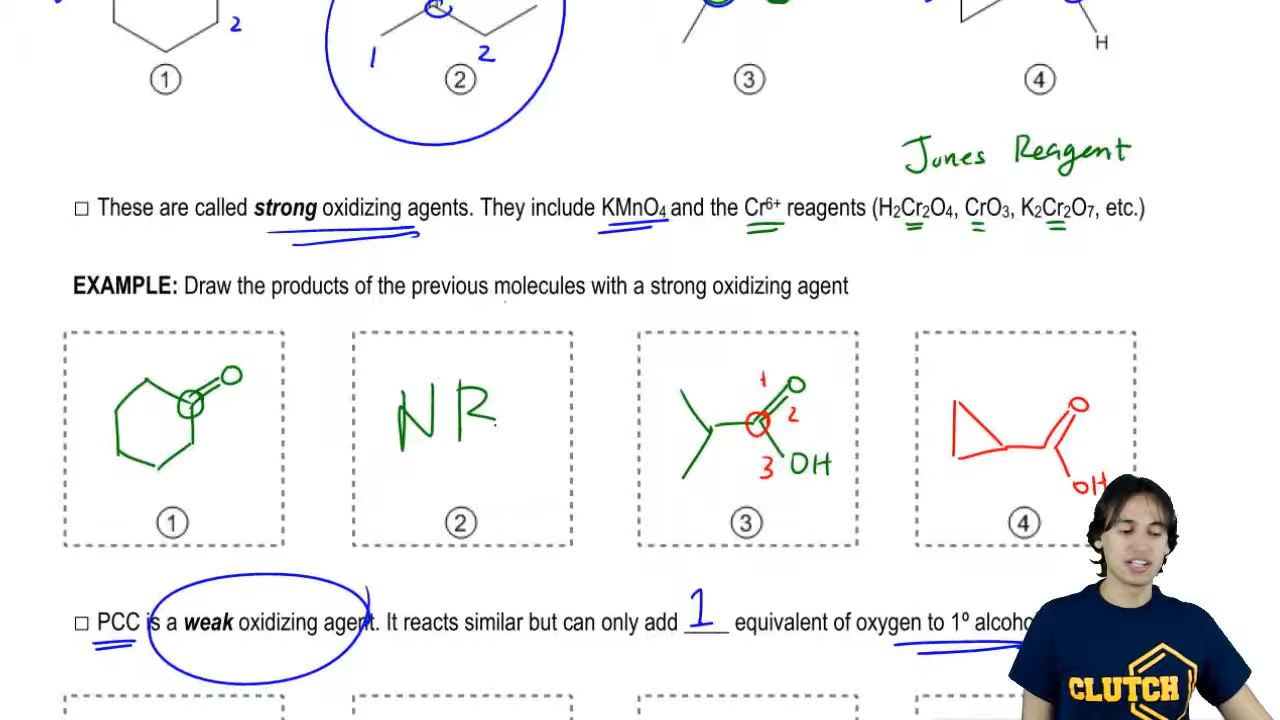 2
1 2
H
① ② ③ ④
Jones Reagent
☐ These are called strong oxidizing agents. They include KMnO₄ and the Cr⁶⁺ reagents (H₂Cr₂O₄, CrO₃, K₂Cr₂O₇, etc.)
EXAMPLE: Draw the products of the previous molecules with a strong oxidizing agent
O
NR
1 O
2
3 OH
O
OH
① ② ③ ④
☐ PCC is a weak oxidizing agent. It reacts similar but can only add 1 equivalent of oxygen to 1º alcoho
CLUTCH